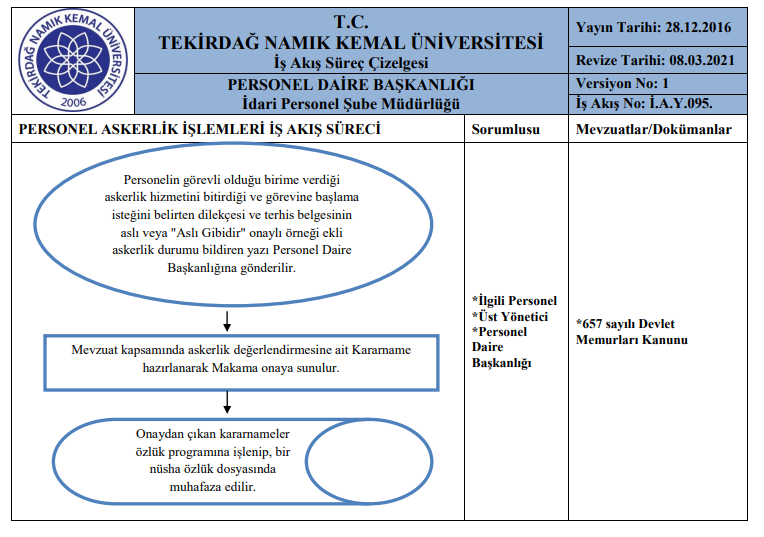 TEKİRDAĞ NAMIK KEMAL ÜNİVERSİTESİ
2006
T.C.
TEKİRDAĞ NAMIK KEMAL ÜNİVERSİTESİ
İş Akış Süreç Çizelgesi
PERSONEL DAİRE BAŞKANLIĞI
İdari Personel Şube Müdürlüğü
Yayın Tarihi: 28.12.2016
Revize Tarihi: 08.03.2021
Versiyon No: 1
İş Akış No: İ.A.Y.095.
PERSONEL ASKERLİK İŞLEMLERİ İŞ AKIŞ SÜRECİ
Sorumlusu
Mevzuatlar/Dokümanlar
Personelin görevli olduğu birime verdiği
askerlik hizmetini bitirdiği ve görevine başlama
isteğini belirten dilekçesi ve terhis belgesinin
aslı veya "Aslı Gibidir" onaylı örneği ekli
askerlik durumu bildiren yazı Personel Daire
Başkanlığına gönderilir.
Mevzuat kapsamında askerlik değerlendirmesine ait Kararname
hazırlanarak Makama onaya sunulur.
Onaydan çıkan kararnameler
özlük programına işlenip, bir
nüsha özlük dosyasında
muhafaza edilir.
*İlgili Personel
*Üst Yönetici
*Personel
Daire
Başkanlığı
*657 sayılı Devlet
Memurları Kanunu